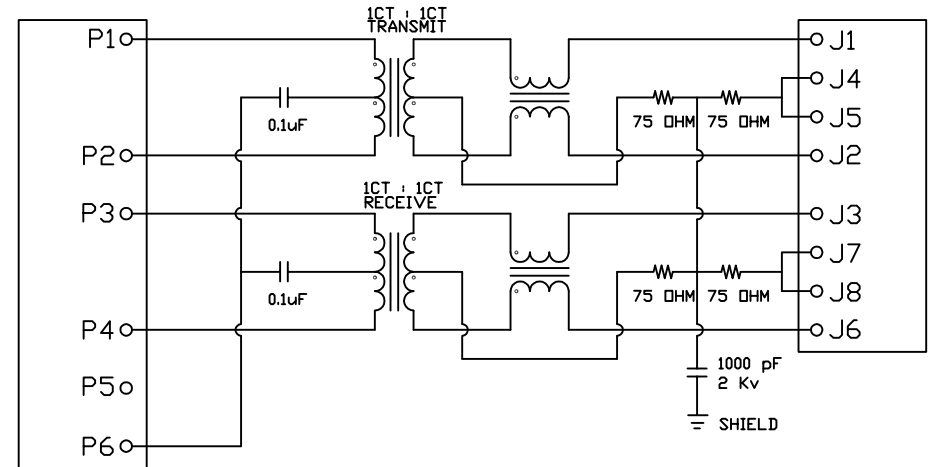 1CT : 1CT
TRANSMIT
P1
J1
J4
0.1uF
75 OHM 75 OHM
J5
P2
J2
1CT : 1CT
RECEIVE
P3
J3
J7
0.1uF
75 OHM 75 OHM
J8
P4
J6
1000 pF
2 Kv
P5
SHIELD
P6